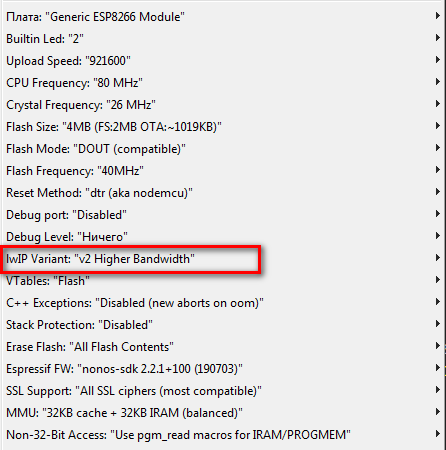 Плата: "Generic ESP8266 Module"
Builtin Led: "2"
Upload Speed: "921600"
CPU Frequency: "80 MHz"
Crystal Frequency: "26 MHz"
Flash Size: "4MB (FS:2MB OTA:~1019KB)"
Flash Mode: "DOUT (compatible)"
Flash Frequency: "40MHz"
Reset Method: "dtr (aka nodemcu)"
Debug port: "Disabled"
Debug Level: "Ничего"
lwIP Variant: "v2 Higher Bandwidth"
VTables: "Flash"
C++ Exceptions: "Disabled (new aborts on oom)"
Stack Protection: "Disabled"
Erase Flash: "All Flash Contents"
Espressif FW: "nonos-sdk 2.2.1+100 (190703)"
SSL Support: "All SSL ciphers (most compatible)"
MMU: "32KB cache + 32KB IRAM (balanced)"
Non-32-Bit Access: "Use pgm_read macros for IRAM/PROGMEM"